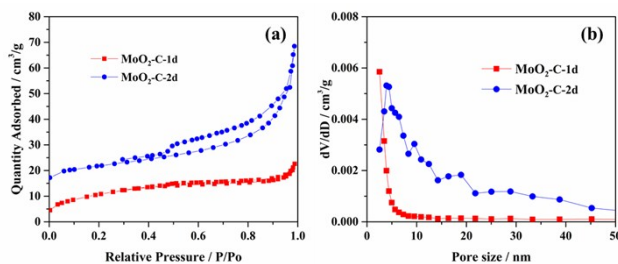 80
70
60
50
40
30
20
10
0
Quantity Adsorbed / cm³/g
(a)
MoO₂-C-1d
MoO₂-C-2d
0.0 0.2 0.4 0.6 0.8 1.0
Relative Pressure / P/Po
0.008
0.006
0.004
0.002
0.000
dV/dD / cm³/g
(b)
MoO₂-C-1d
MoO₂-C-2d
0 10 20 30 40 50
Pore size / nm